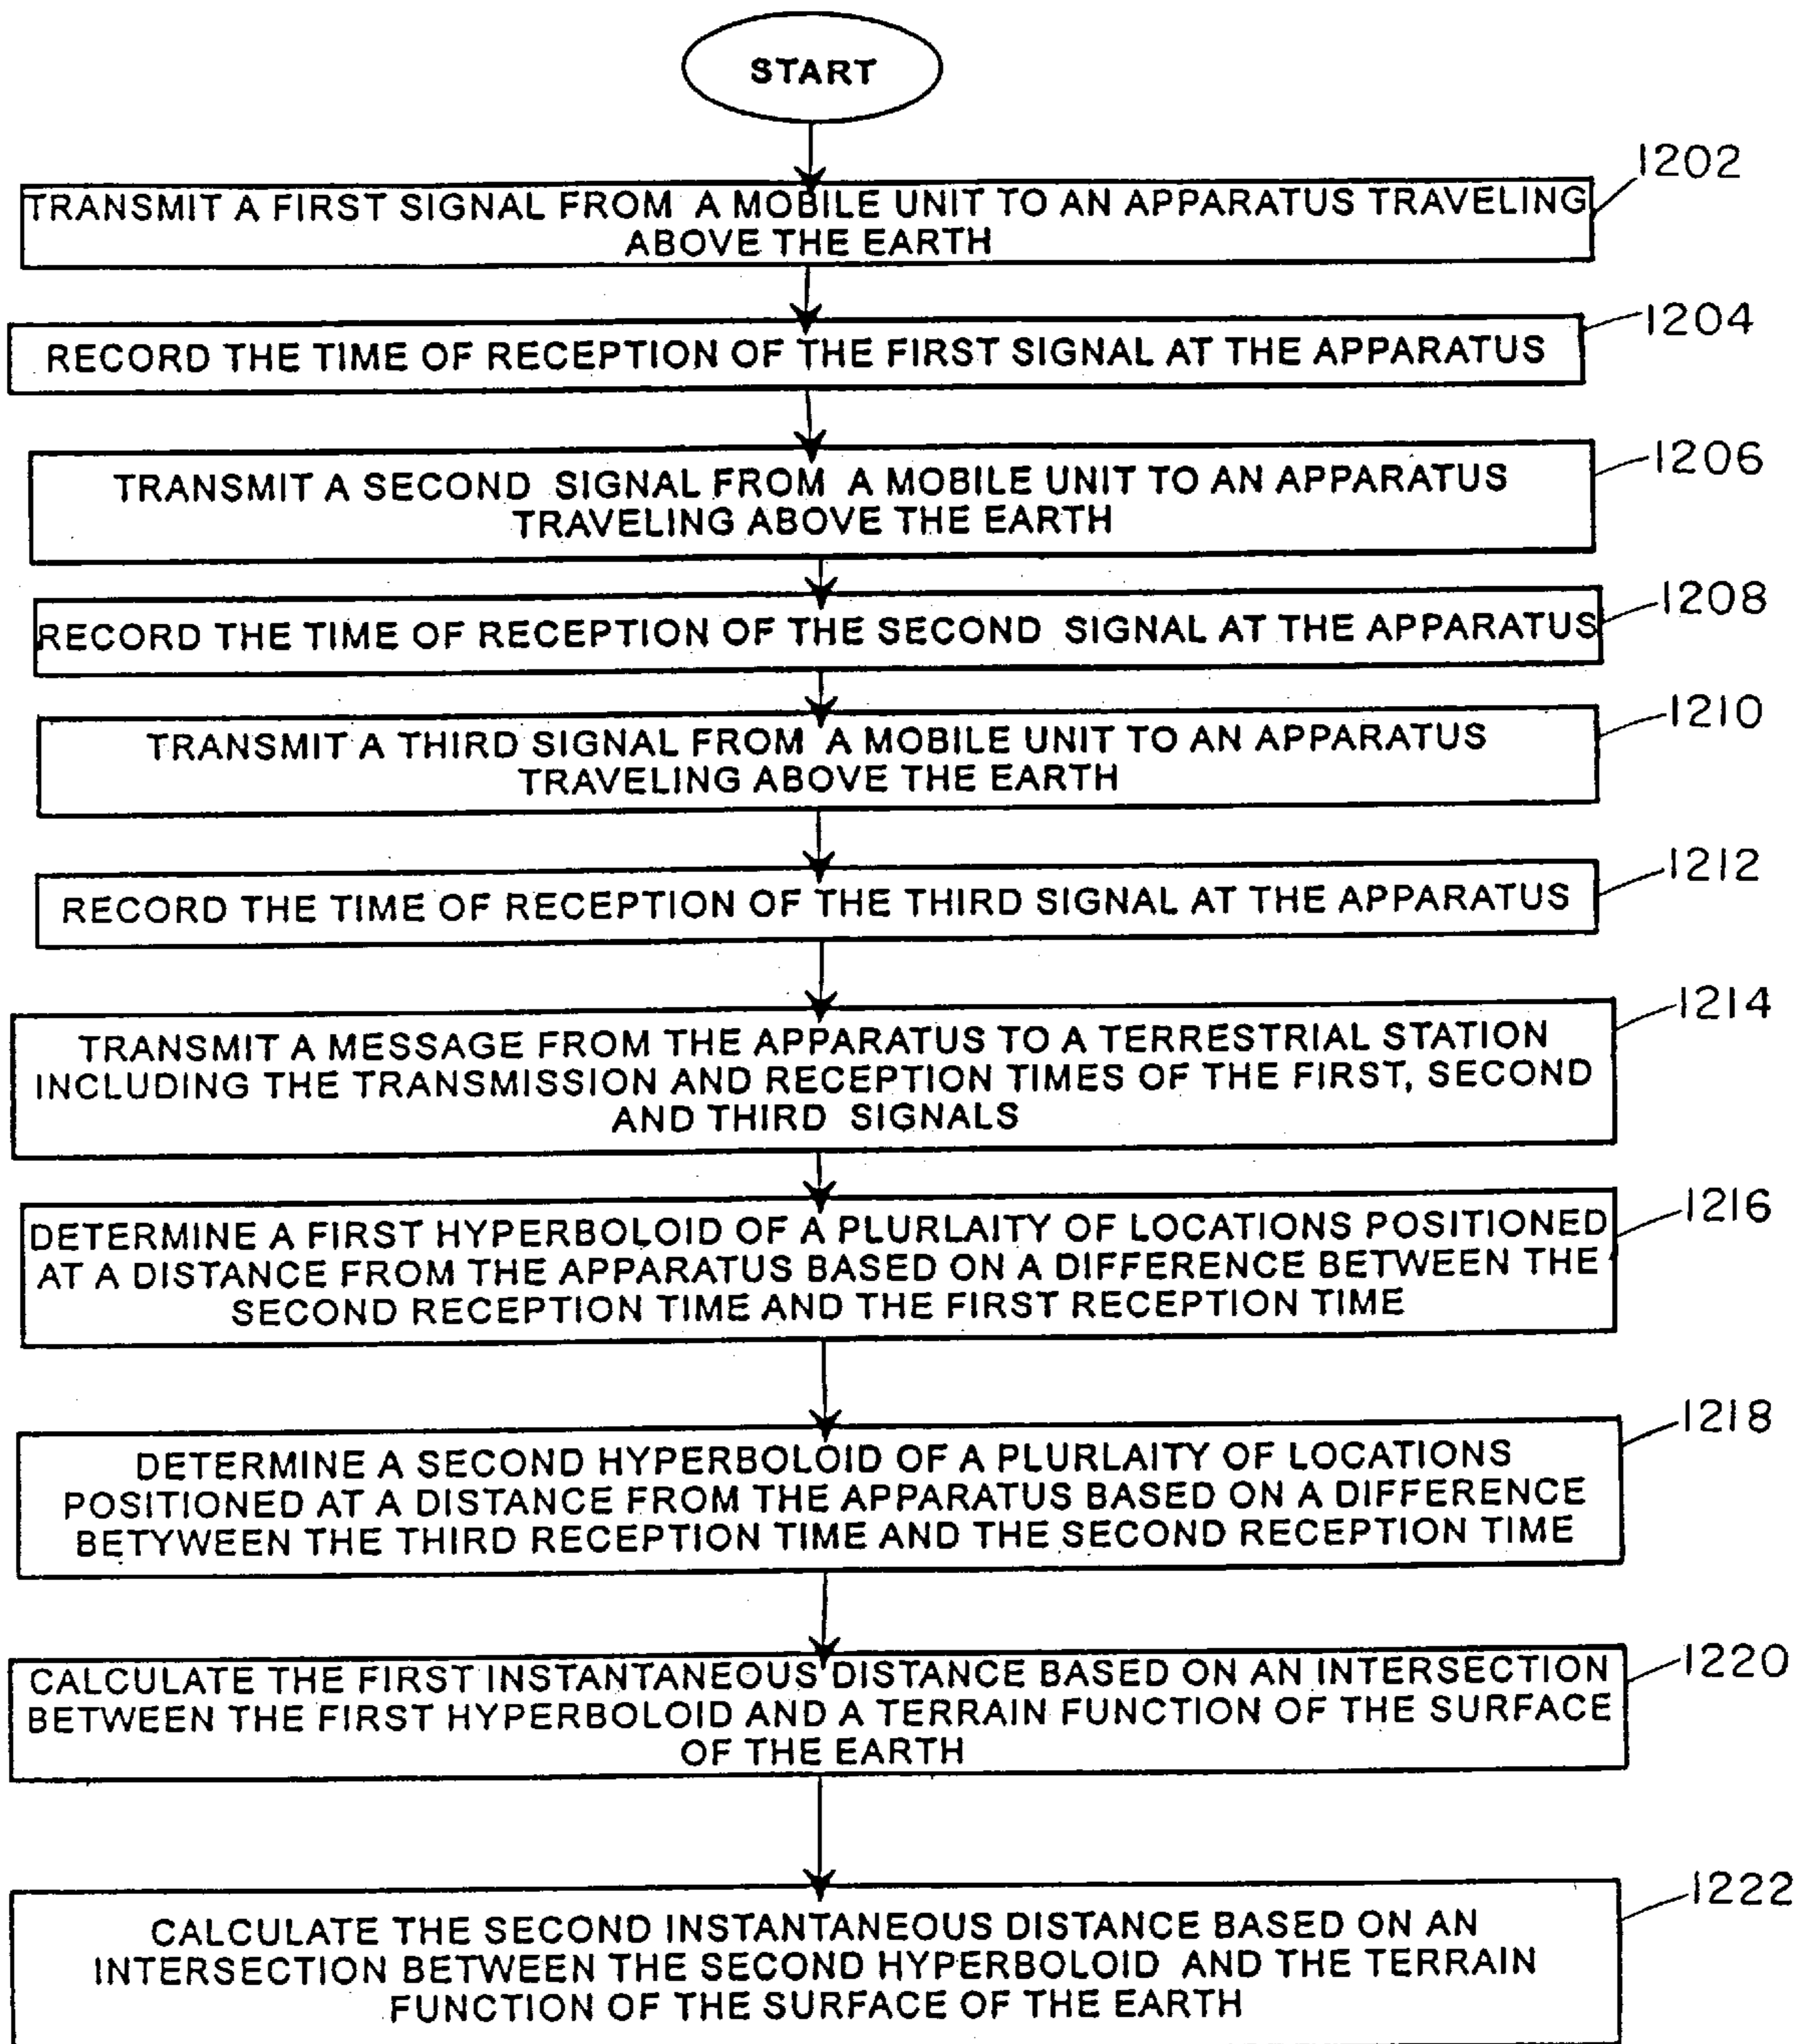 START
1202
TRANSMIT A FIRST SIGNAL FROM A MOBILE UNIT TO AN APPARATUS TRAVELING
ABOVE THE EARTH
1204
RECORD THE TIME OF RECEPTION OF THE FIRST SIGNAL AT THE APPARATUS
1206
TRANSMIT A SECOND SIGNAL FROM A MOBILE UNIT TO AN APPARATUS
TRAVELING ABOVE THE EARTH
1208
RECORD THE TIME OF RECEPTION OF THE SECOND SIGNAL AT THE APPARATUS
1210
TRANSMIT A THIRD SIGNAL FROM A MOBILE UNIT TO AN APPARATUS
TRAVELING ABOVE THE EARTH
1212
RECORD THE TIME OF RECEPTION OF THE THIRD SIGNAL AT THE APPARATUS
1214
TRANSMIT A MESSAGE FROM THE APPARATUS TO A TERRESTRIAL STATION
INCLUDING THE TRANSMISSION AND RECEPTION TIMES OF THE FIRST, SECOND
AND THIRD SIGNALS
1216
DETERMINE A FIRST HYPERBOLOID OF A PLURLAITY OF LOCATIONS POSITIONED
AT A DISTANCE FROM THE APPARATUS BASED ON A DIFFERENCE BETWEEN THE
SECOND RECEPTION TIME AND THE FIRST RECEPTION TIME
1218
DETERMINE A SECOND HYPERBOLOID OF A PLURLAITY OF LOCATIONS
POSITIONED AT A DISTANCE FROM THE APPARATUS BASED ON A DIFFERENCE
BETYWEEN THE THIRD RECEPTION TIME AND THE SECOND RECEPTION TIME
1220
CALCULATE THE FIRST INSTANTANEOUS DISTANCE BASED ON AN INTERSECTION
BETWEEN THE FIRST HYPERBOLOID AND A TERRAIN FUNCTION OF THE SURFACE
OF THE EARTH
1222
CALCULATE THE SECOND INSTANTANEOUS DISTANCE BASED ON AN
INTERSECTION BETWEEN THE SECOND HYPERBOLOID AND THE TERRAIN
FUNCTION OF THE SURFACE OF THE EARTH